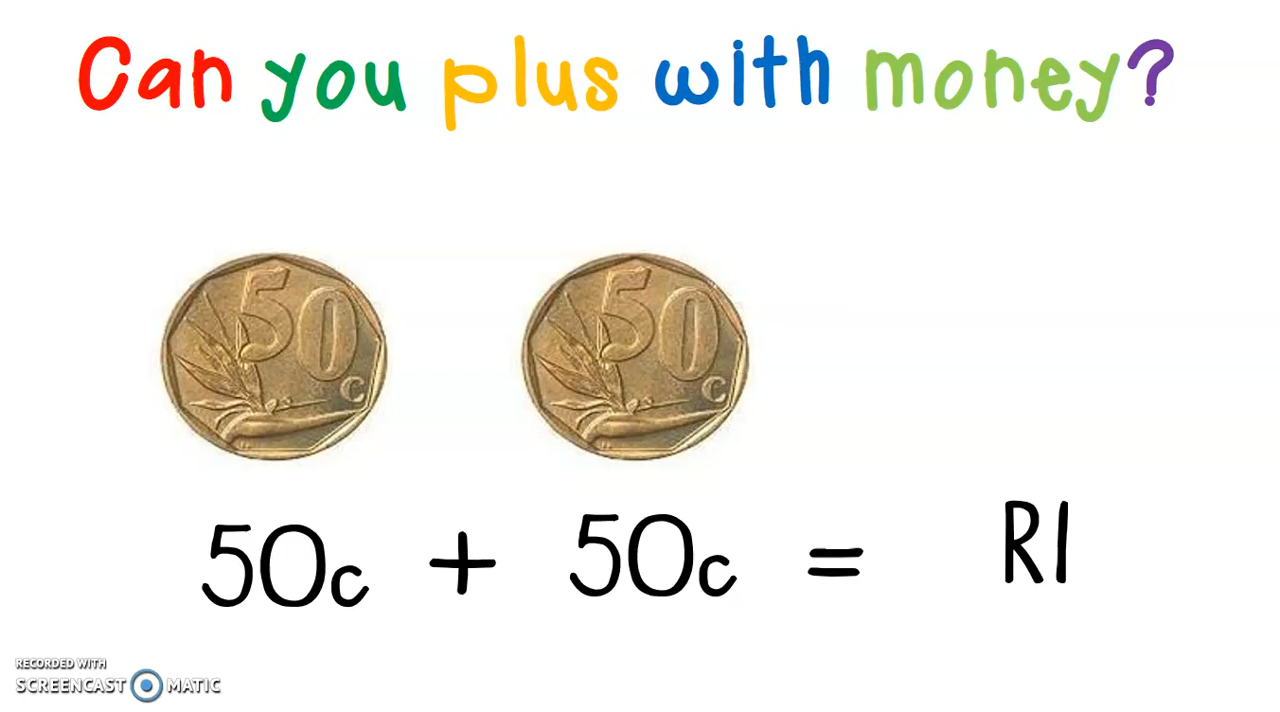 Can you plus with money?
50 c
50 c
50c + 50c = R1
RECORDED WITH
SCREENCAST MATIC